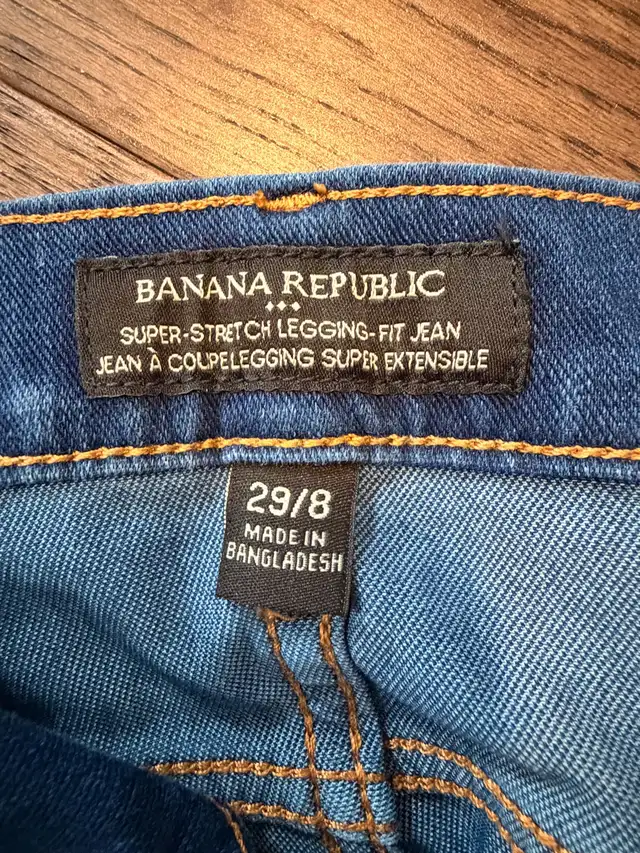 BANANA REPUBLIC
SUPER-STRETCH LEGGING-FIT JEAN
JEAN À COUPELEGGING SUPER EXTENSIBLE
29/8
MADE IN
BANGLADESH